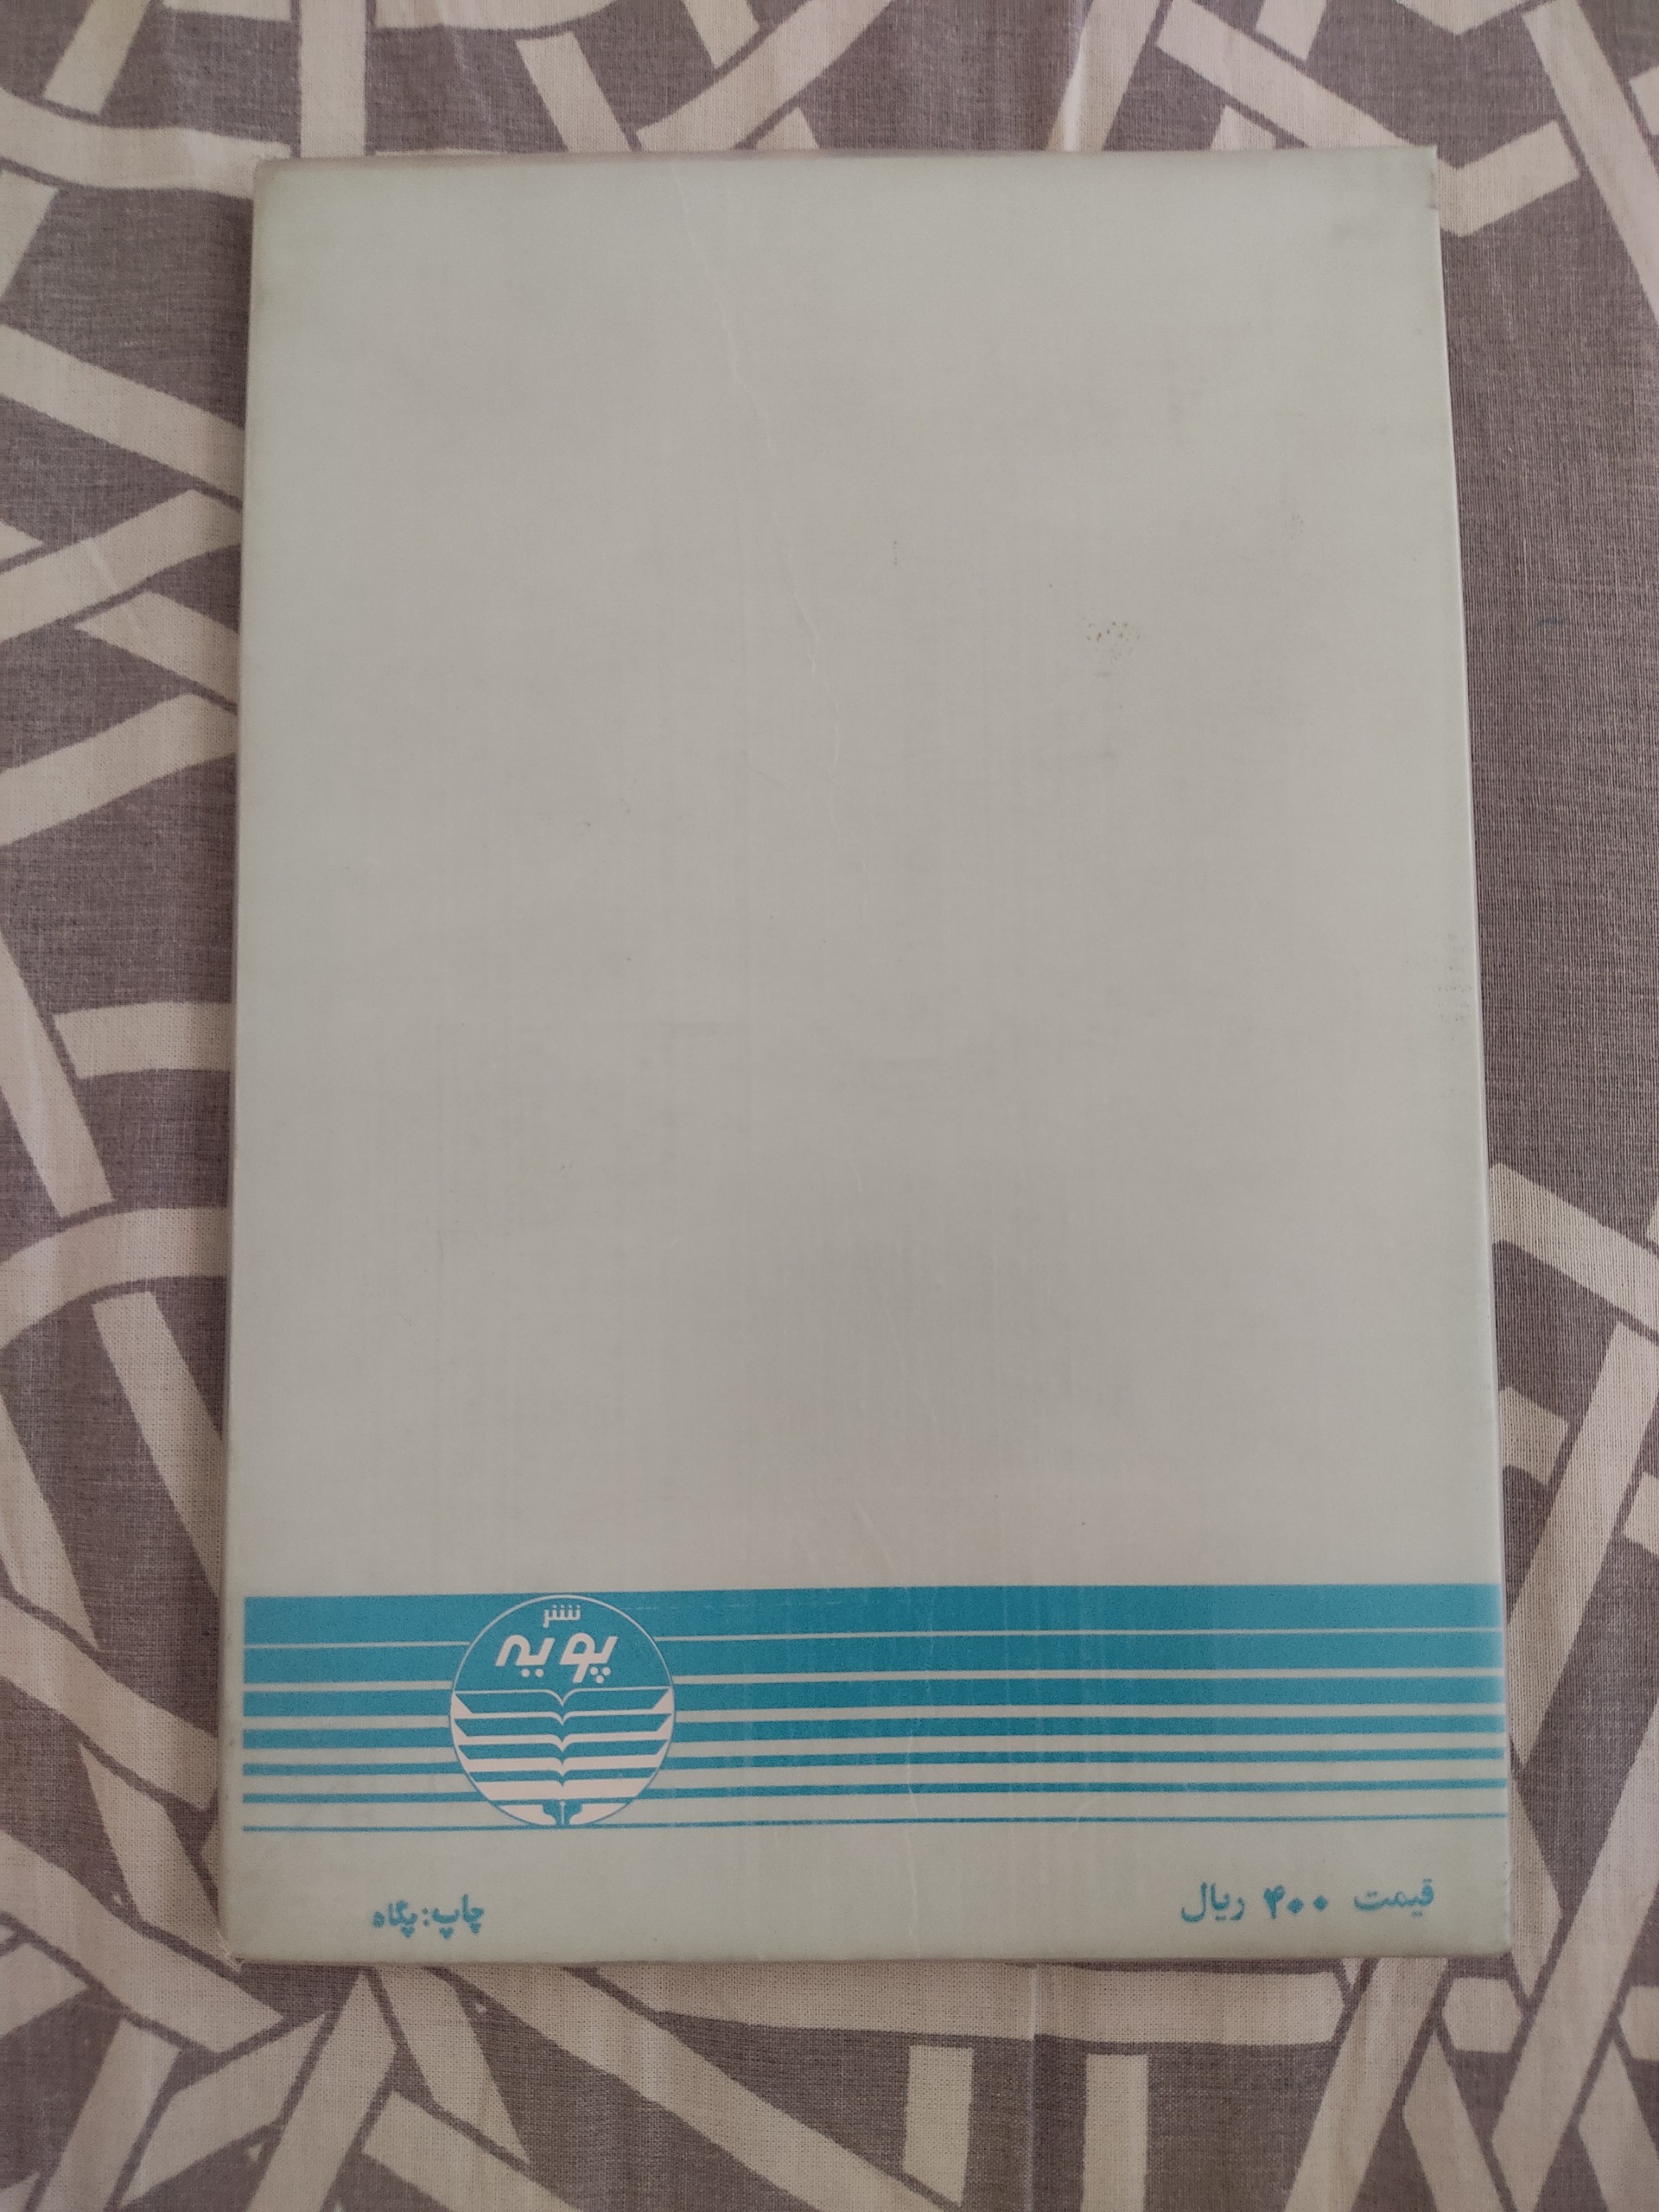 نشر
پویه
قیمت ۴۰۰ ریال
چاپ: پگاه